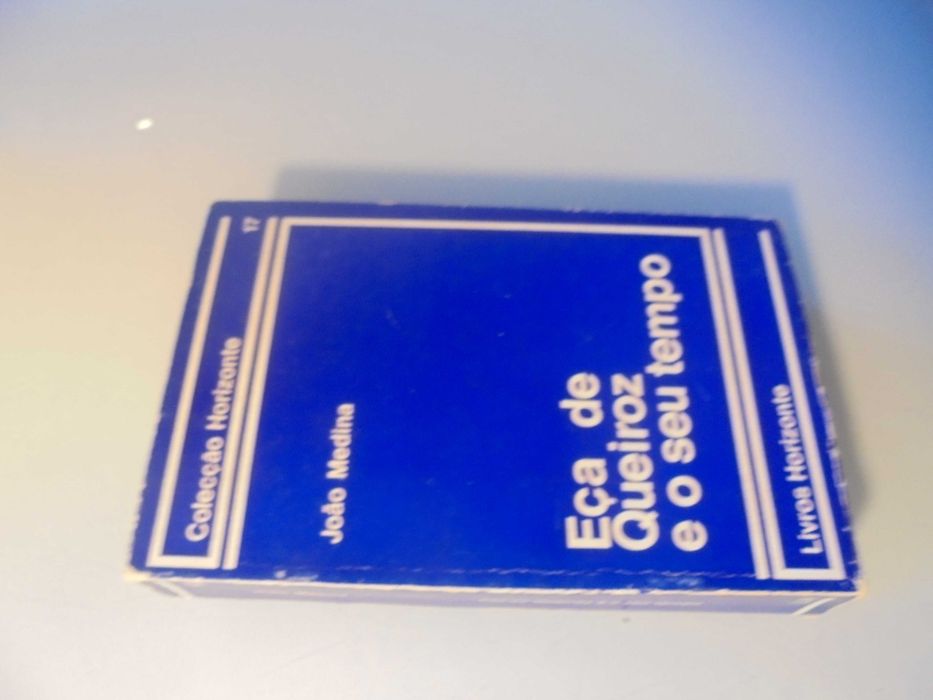 Colecção Horizonte 17
João Medina
Eça de
Queiroz
e o seu tempo
Livros Horizonte